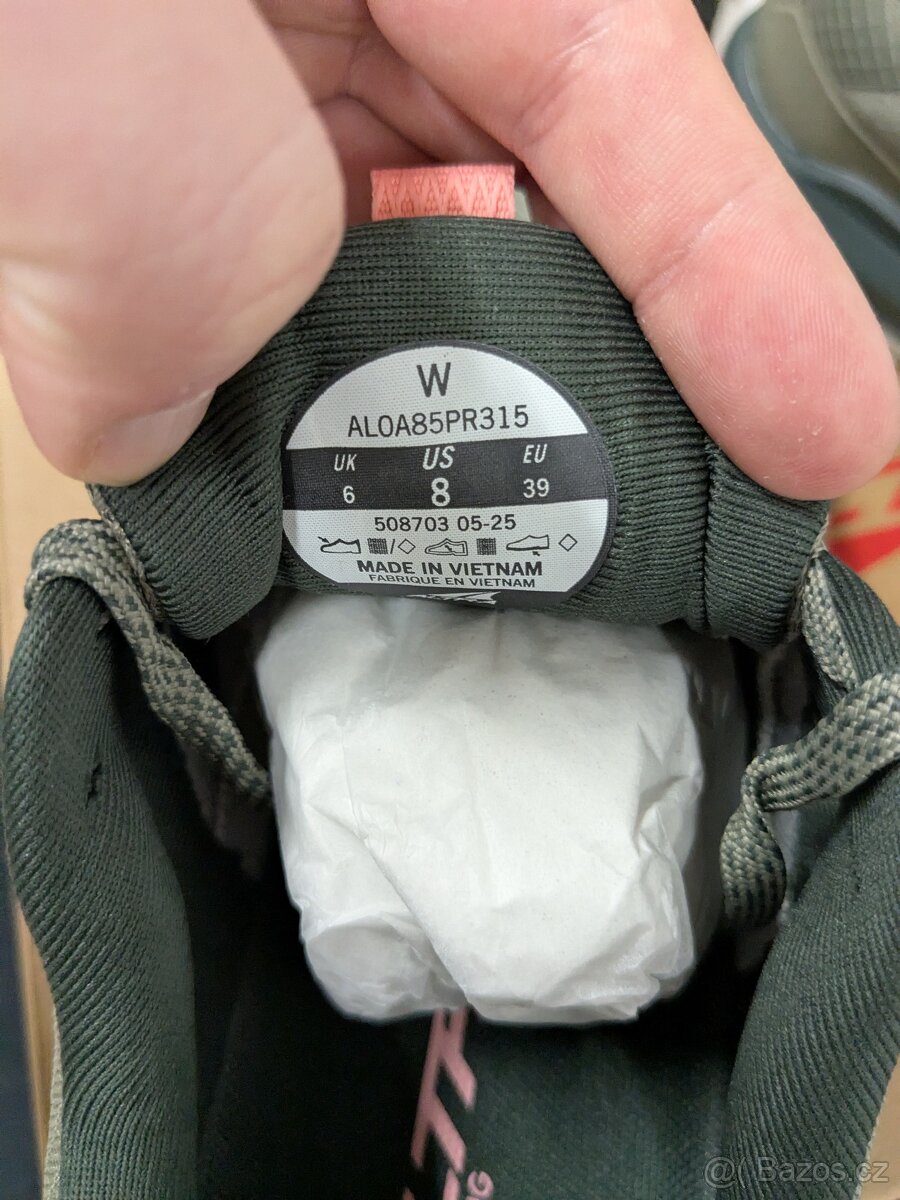 W
AL0A85PR315
UK US EU
6 8 39
508703 05-25
MADE IN VIETNAM
FABRIQUE EN VIETNAM
@( Bazos.cz